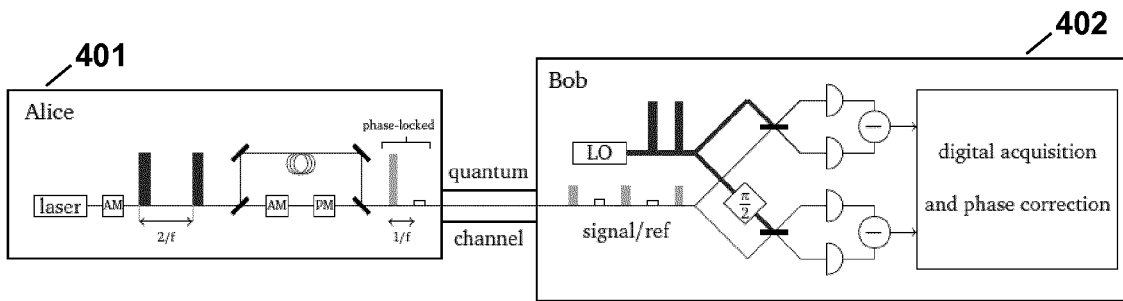 401
402
Alice
Bob
phase-locked
LO
quantum
laser
AM
AM
PM
2/f
1/f
channel
signal/ref
π/2
−
−
digital acquisition
and phase correction